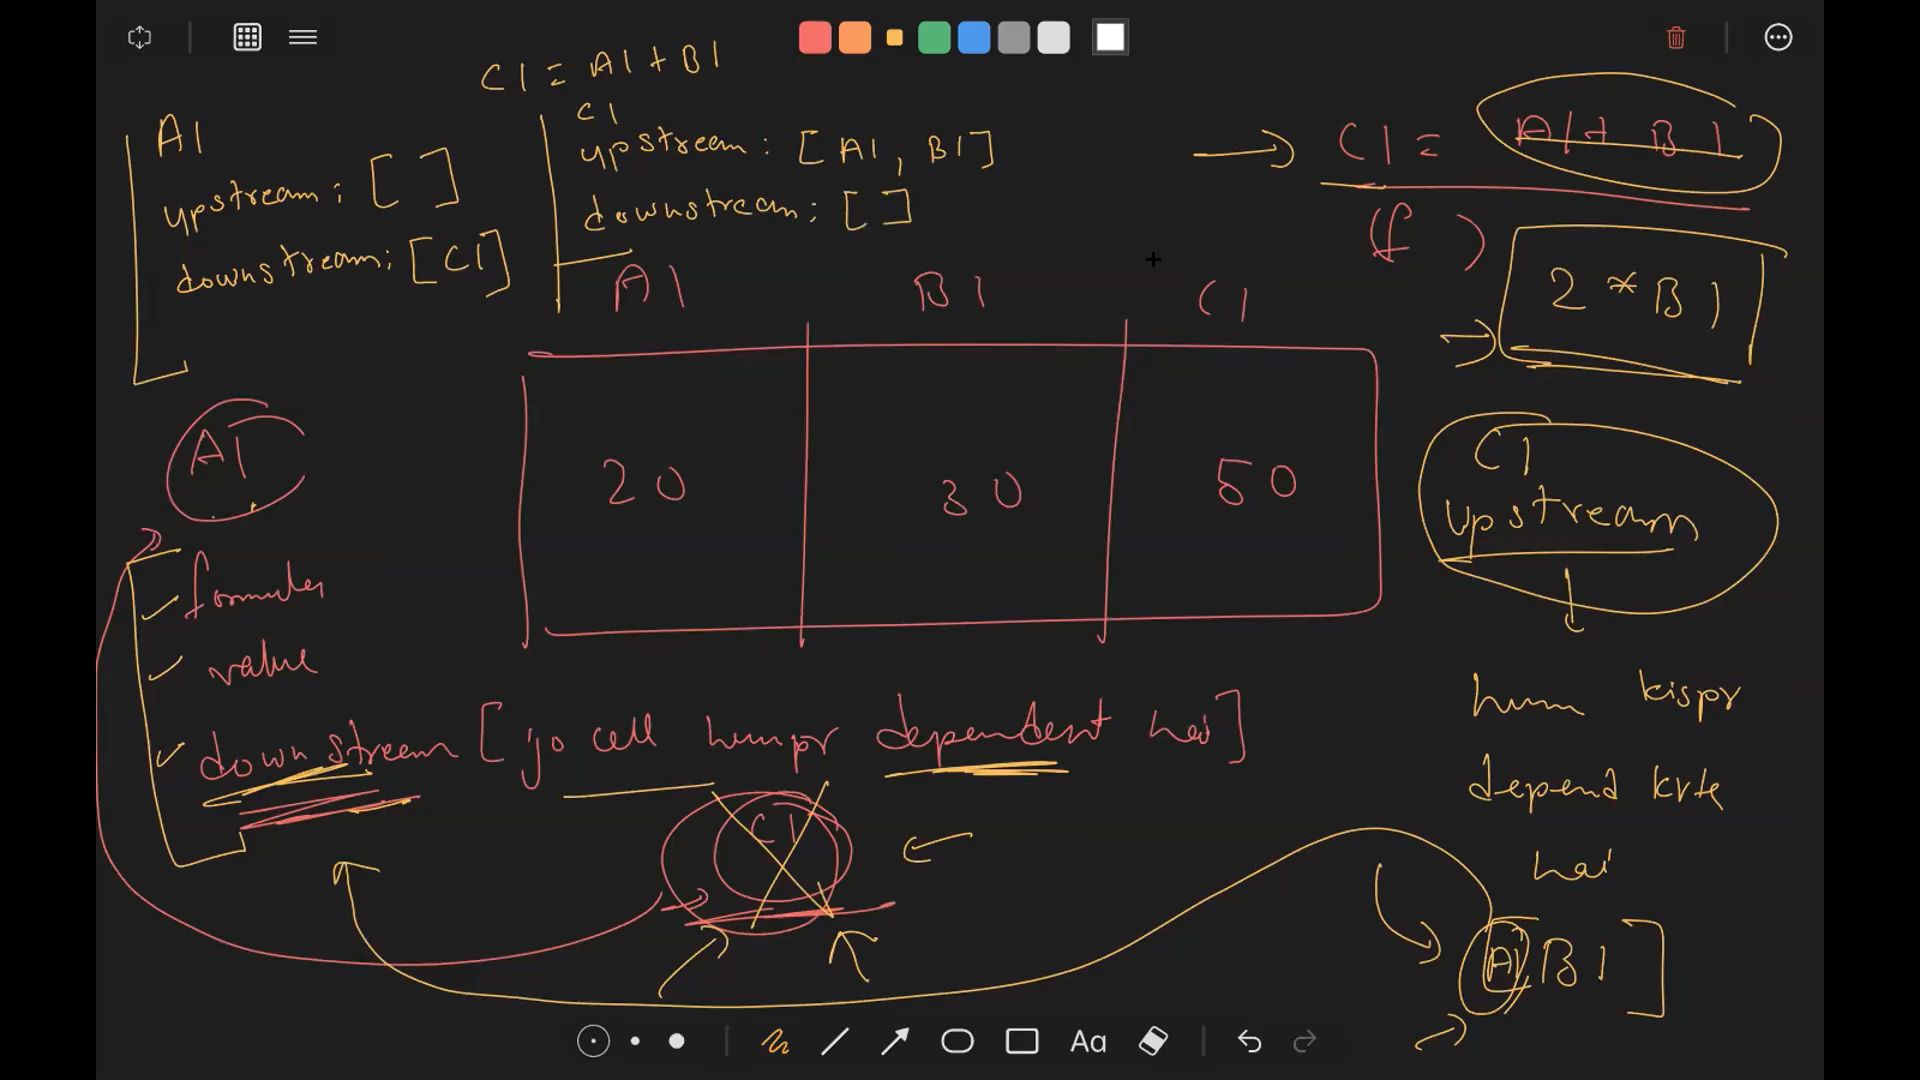 C1 = A1 + B1
A1
upstream: [ ]
downstream: [C1]
C1
upstream: [A1, B1]
downstream: [ ]
C1 = A1 + B1
(f )
2 * B1
A1 B1 C1
20 30 50
A1
formula
value
downstream [jo cell humpr dependent hai]
C1
C1
Upstream
hum kispr
depend krte
hai
A1 B1]
Aa